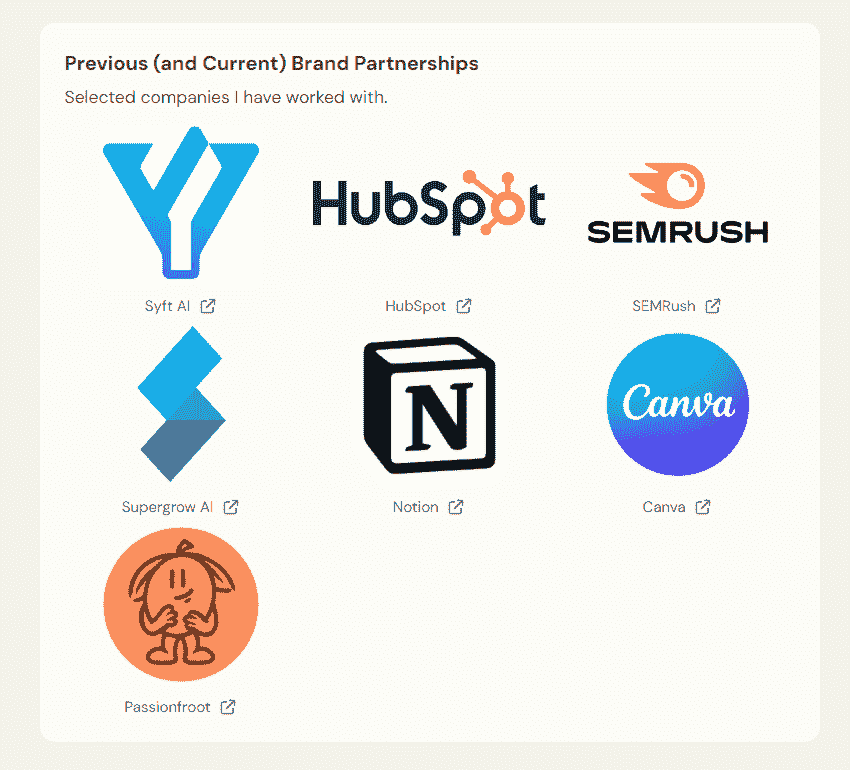 Previous (and Current) Brand Partnerships
Selected companies I have worked with.
HubSpot
SEMRUSH
Syft AI
HubSpot
SEMRush
N
Canva
Supergrow AI
Notion
Canva
Passionfroot